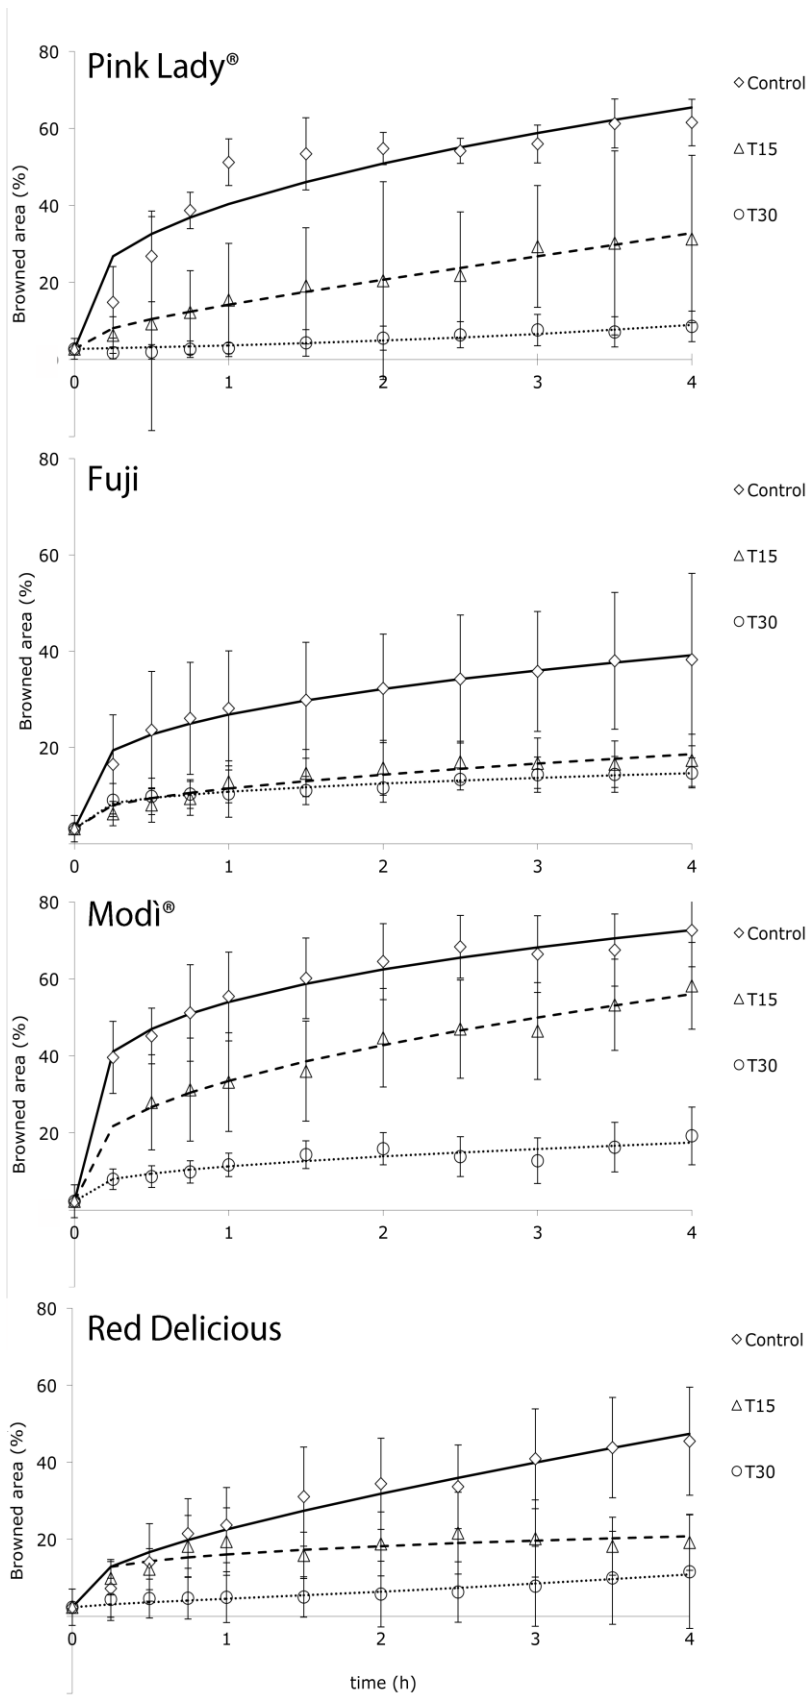 Pink Lady®
80
60
40
20
Browned area (%)
0 1 2 3 4
Control
T15
T30
Fuji
80
60
40
20
Browned area (%)
0 1 2 3 4
Control
T15
T30
Modì®
80
60
40
20
Browned area (%)
0 1 2 3 4
Control
T15
T30
Red Delicious
80
60
40
20
Browned area (%)
0 1 2 3 4
Control
T15
T30
time (h)